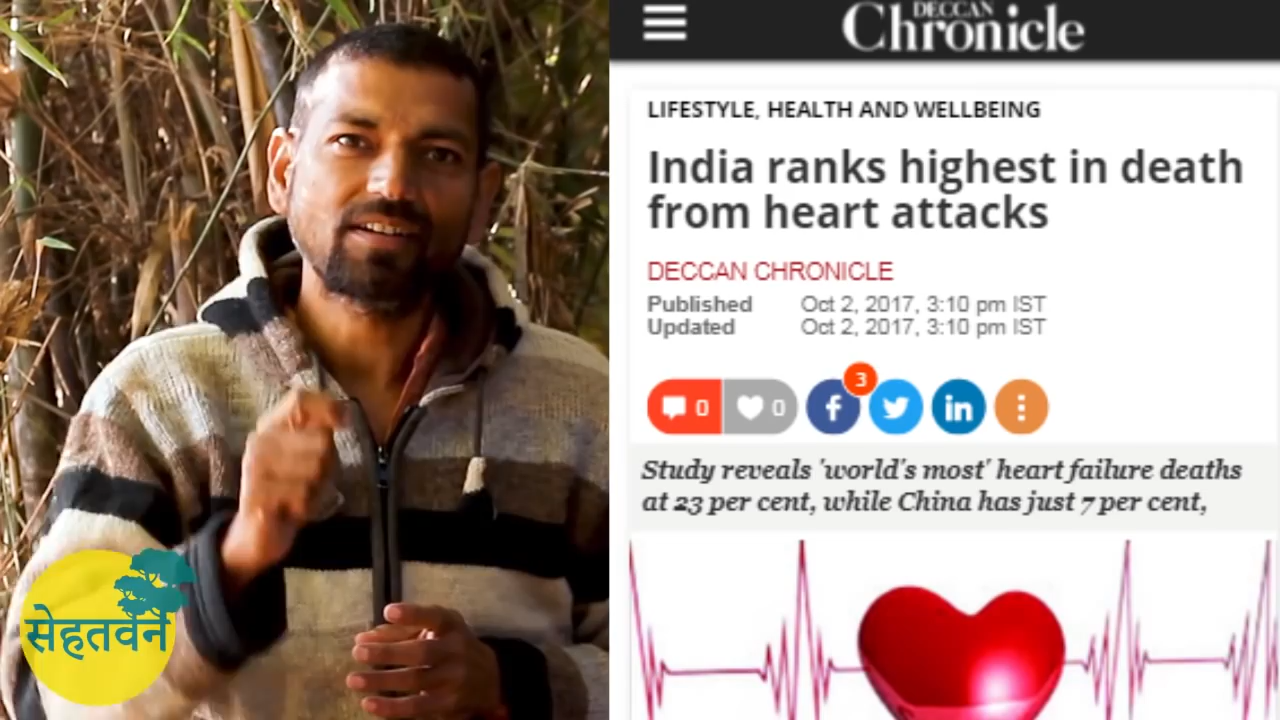 सेहतवन
DECCAN
Chronicle
LIFESTYLE, HEALTH AND WELLBEING
India ranks highest in death
from heart attacks
DECCAN CHRONICLE
Published Oct 2, 2017, 3:10 pm IST
Updated Oct 2, 2017, 3:10 pm IST
0
0
3
Study reveals 'world's most' heart failure deaths
at 23 per cent, while China has just 7 per cent,